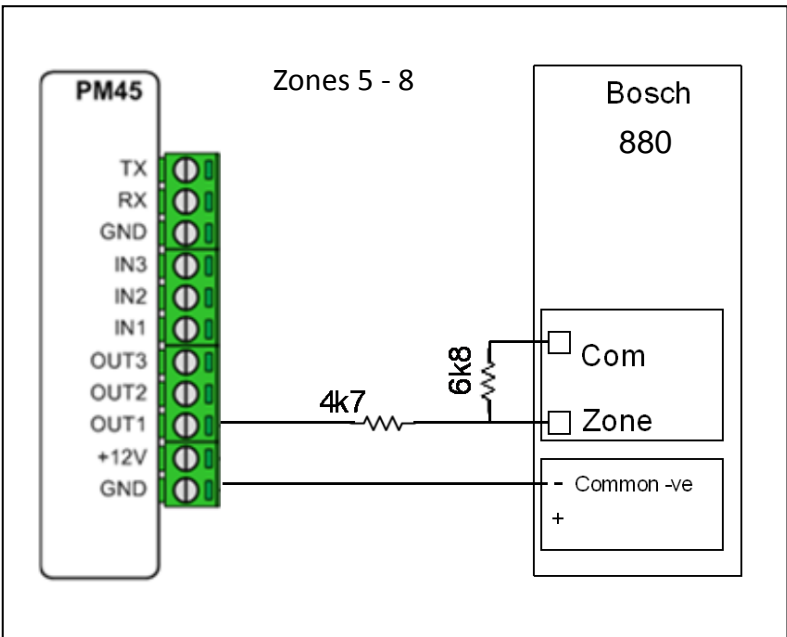 Zones 5 - 8
PM45
TX
RX
GND
IN3
IN2
IN1
OUT3
OUT2
OUT1
+12V
GND
4k7
6k8
Bosch
880
Com
Zone
- Common -ve
+